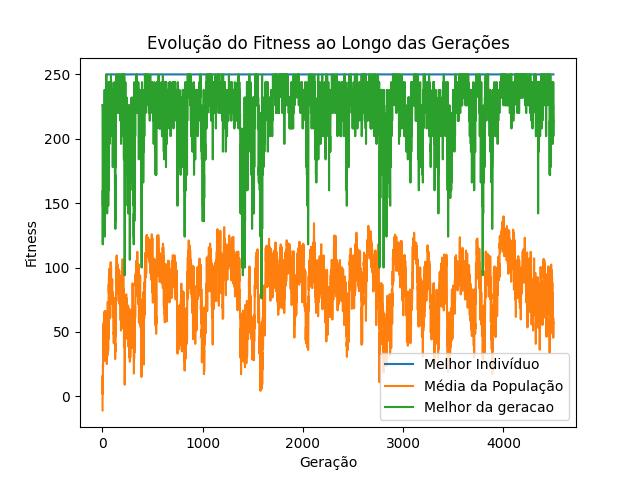 Evolução do Fitness ao Longo das Gerações
250
200
150
100
50
0
Fitness
0 1000 2000 3000 4000
Geração
Melhor Indivíduo
Média da População
Melhor da geracao